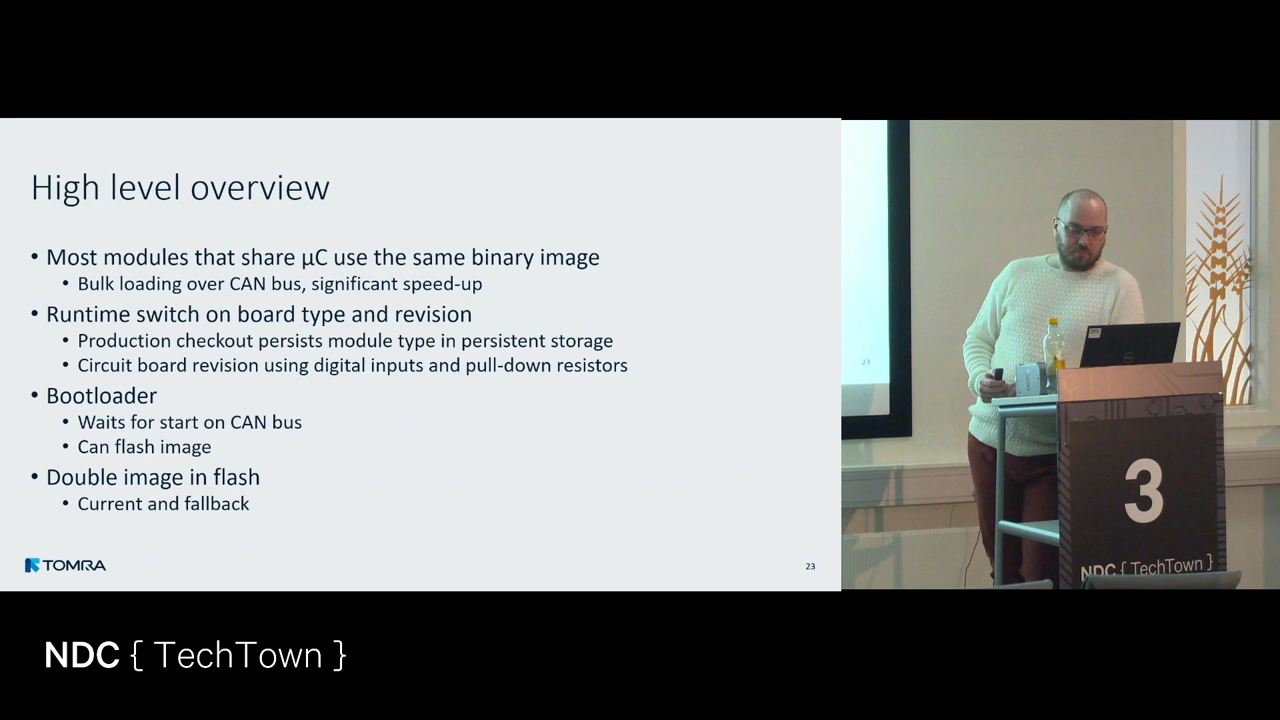 High level overview
• Most modules that share µC use the same binary image
• Bulk loading over CAN bus, significant speed-up
• Runtime switch on board type and revision
• Production checkout persists module type in persistent storage
• Circuit board revision using digital inputs and pull-down resistors
• Bootloader
• Waits for start on CAN bus
• Can flash image
• Double image in flash
• Current and fallback
TOMRA
23
23
3
NDC { TechTown }
NDC { TechTown }